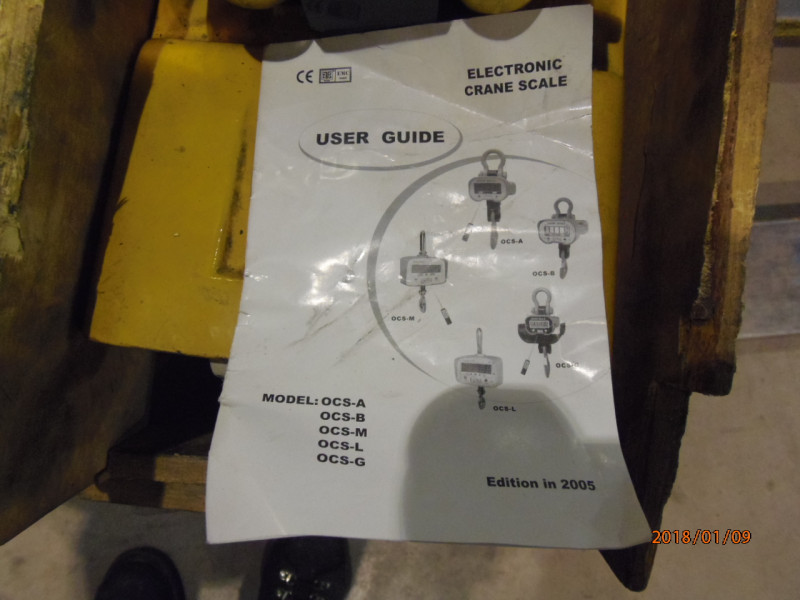 CE
ELECTRONIC
CRANE SCALE
USER GUIDE
OCS-A
OCS-B
OCS-M
OCS-L
MODEL: OCS-A
OCS-B
OCS-M
OCS-L
OCS-G
Edition in 2005
2018/01/09